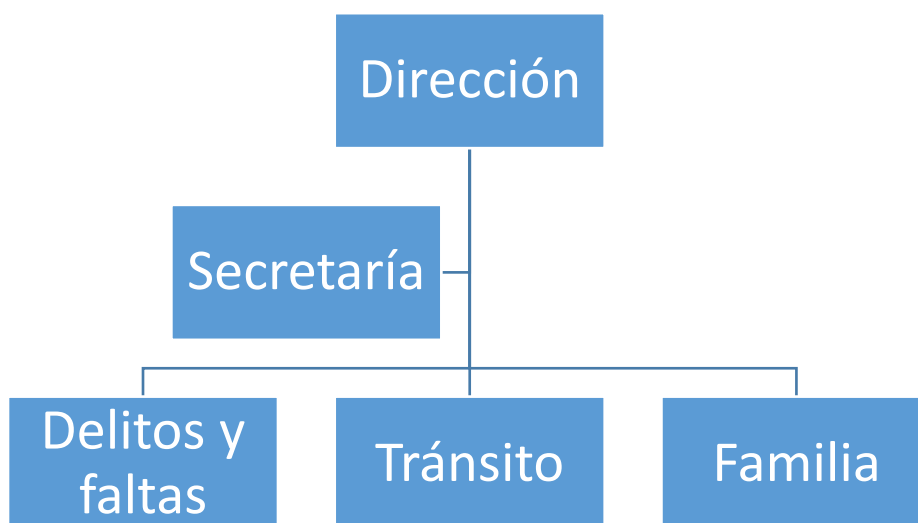 Dirección
Secretaría
Delitos y
faltas
Tránsito
Familia